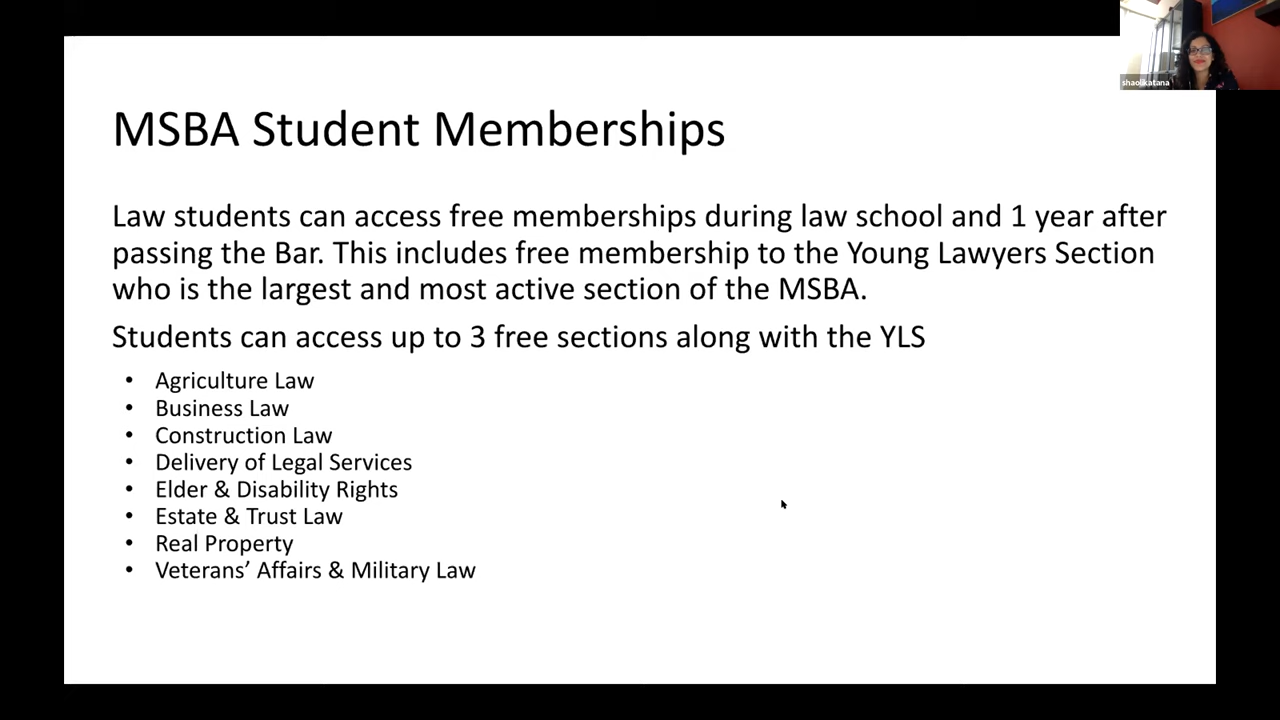 shaolikatana
MSBA Student Memberships
Law students can access free memberships during law school and 1 year after
passing the Bar. This includes free membership to the Young Lawyers Section
who is the largest and most active section of the MSBA.
Students can access up to 3 free sections along with the YLS
• Agriculture Law
• Business Law
• Construction Law
• Delivery of Legal Services
• Elder & Disability Rights
• Estate & Trust Law
• Real Property
• Veterans’ Affairs & Military Law